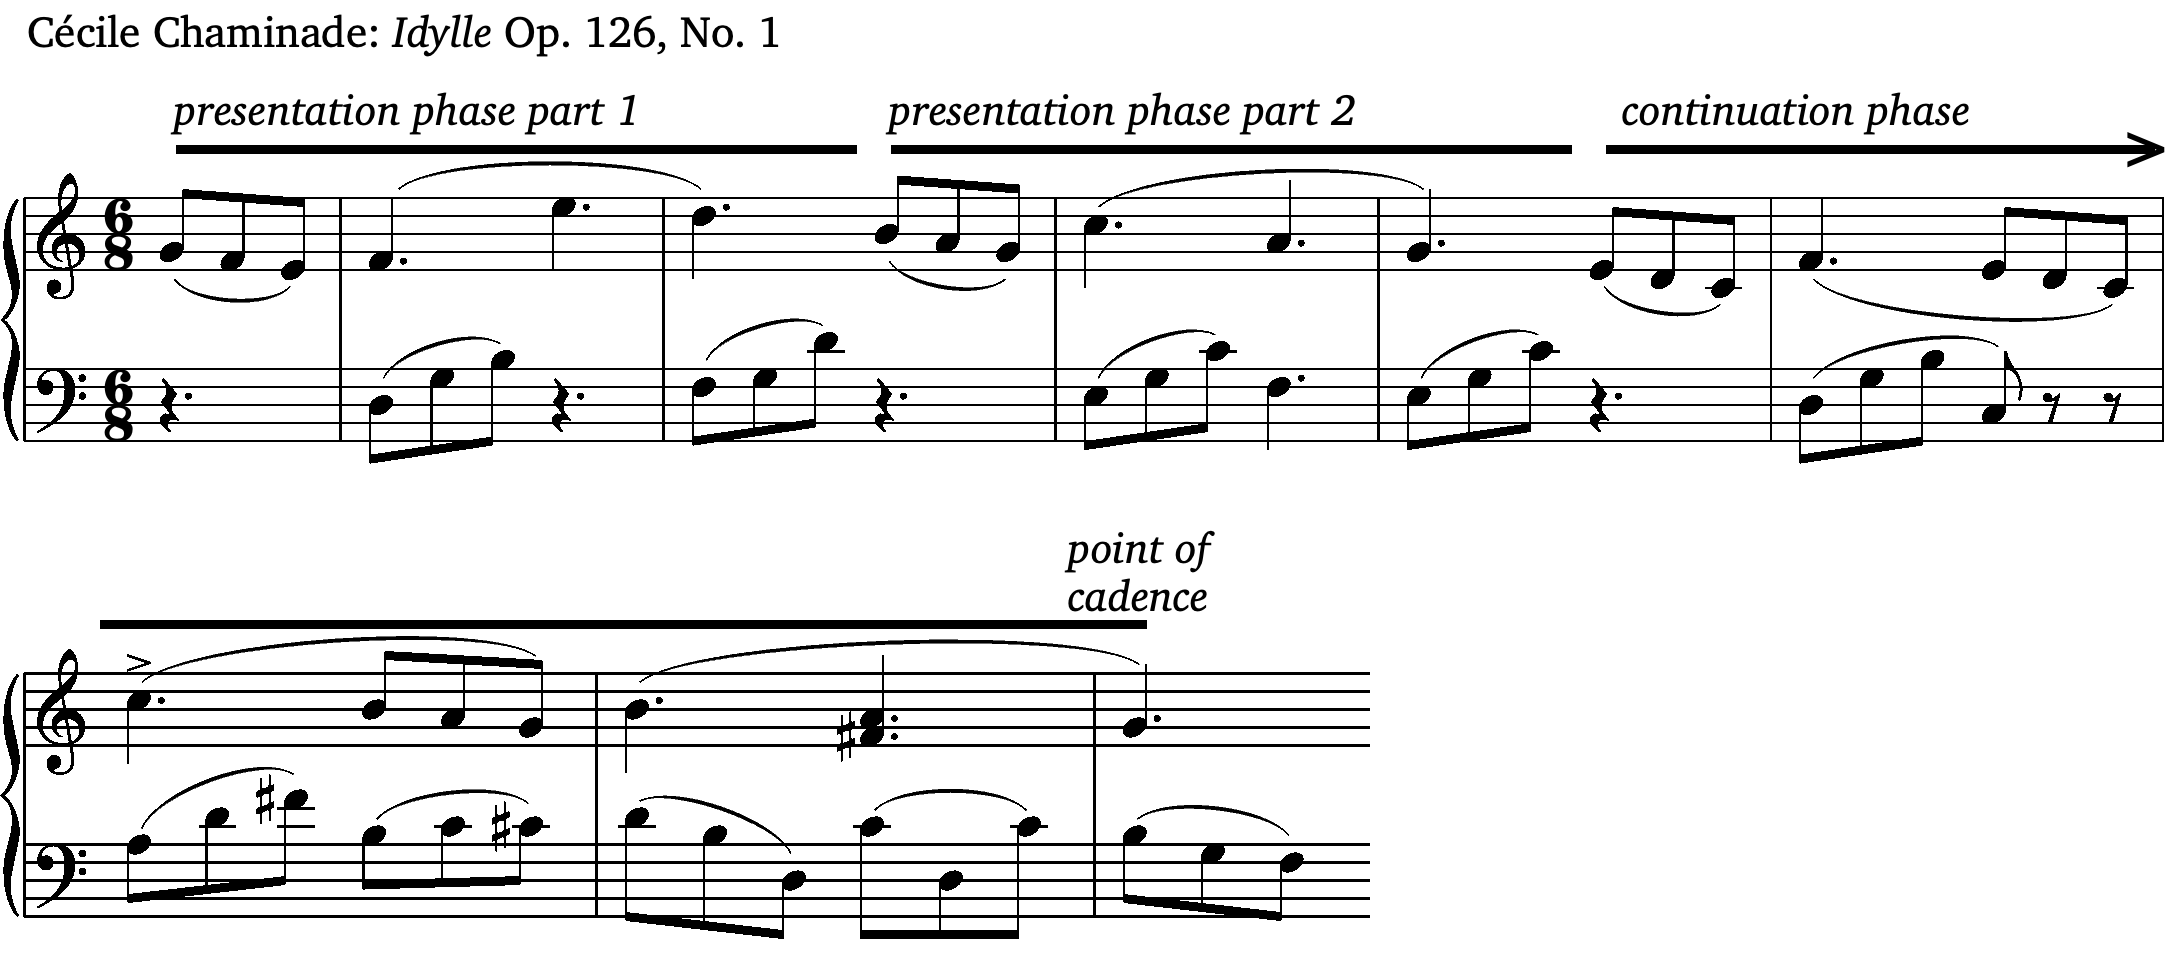 Cécile Chaminade: Idylle Op. 126, No. 1
presentation phase part 1 presentation phase part 2 continuation phase
6
8
6
8
point of
cadence